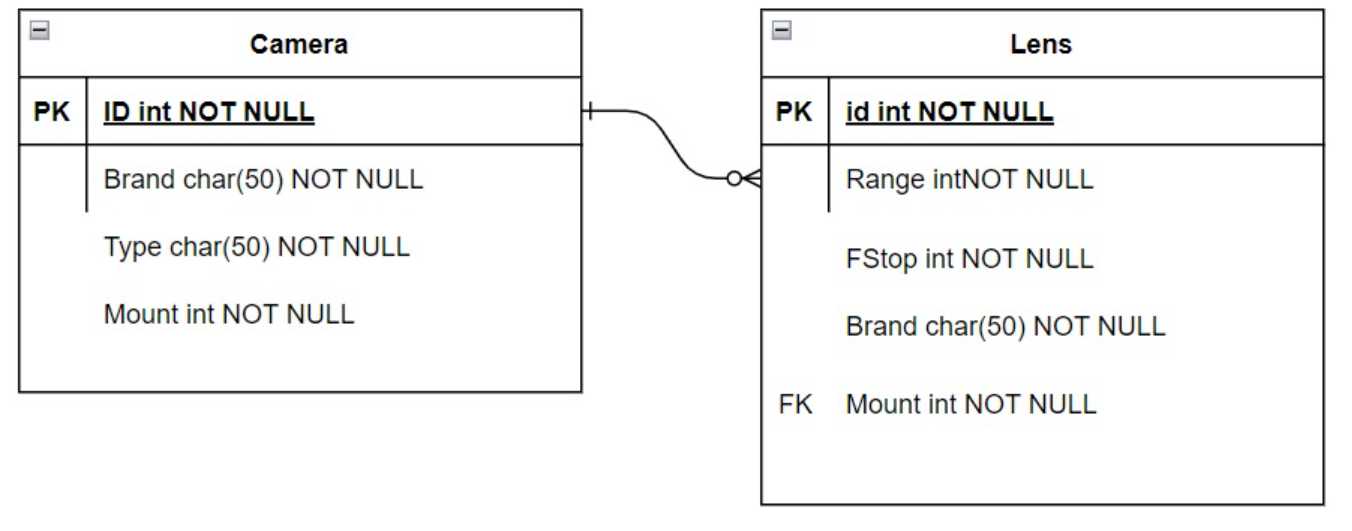 Camera
PK ID int NOT NULL
Brand char(50) NOT NULL
Type char(50) NOT NULL
Mount int NOT NULL
Lens
PK id int NOT NULL
Range intNOT NULL
FStop int NOT NULL
Brand char(50) NOT NULL
FK Mount int NOT NULL